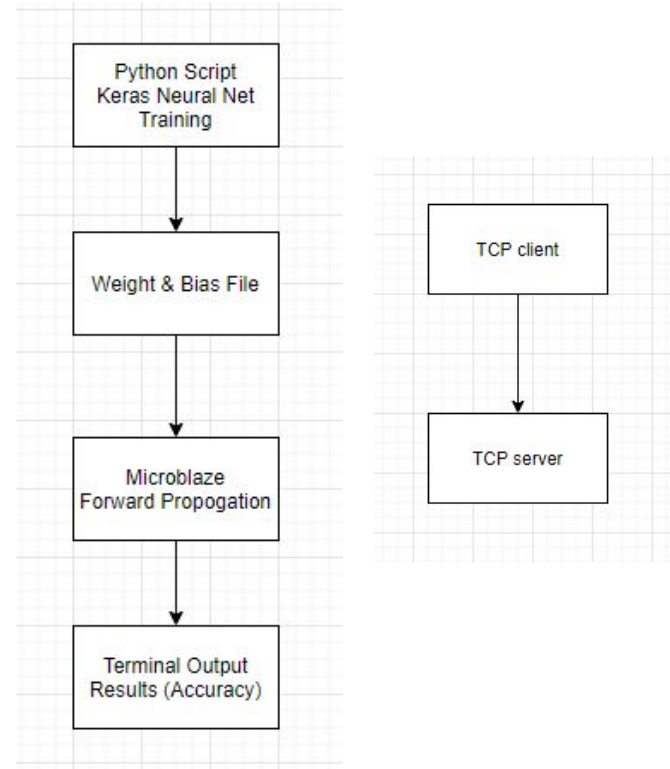 Python Script
Keras Neural Net
Training
Weight & Bias File
Microblaze
Forward Propogation
Terminal Output
Results (Accuracy)
TCP client
TCP server